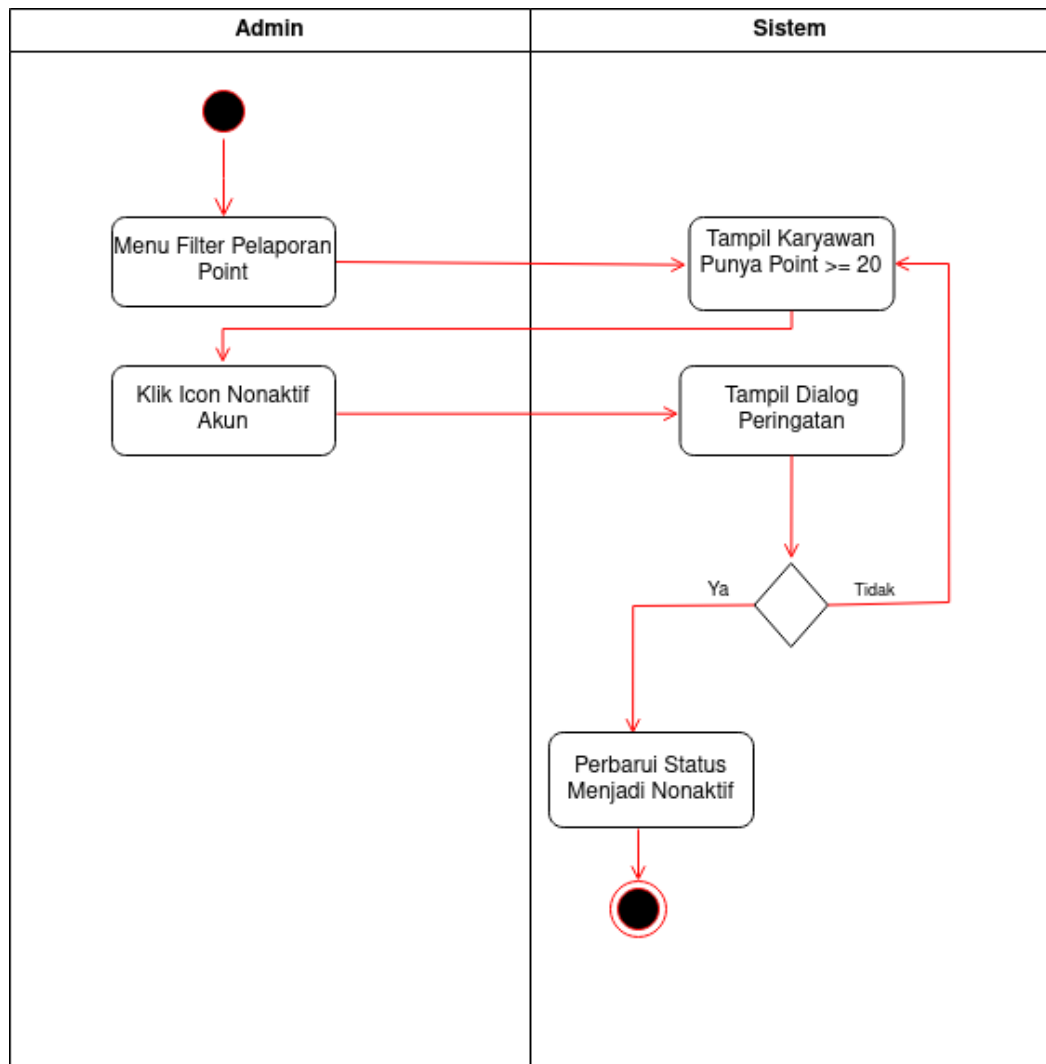 Admin
Sistem
Menu Filter Pelaporan
Point
Tampil Karyawan
Punya Point >= 20
Klik Icon Nonaktif
Akun
Tampil Dialog
Peringatan
Ya
Tidak
Perbarui Status
Menjadi Nonaktif